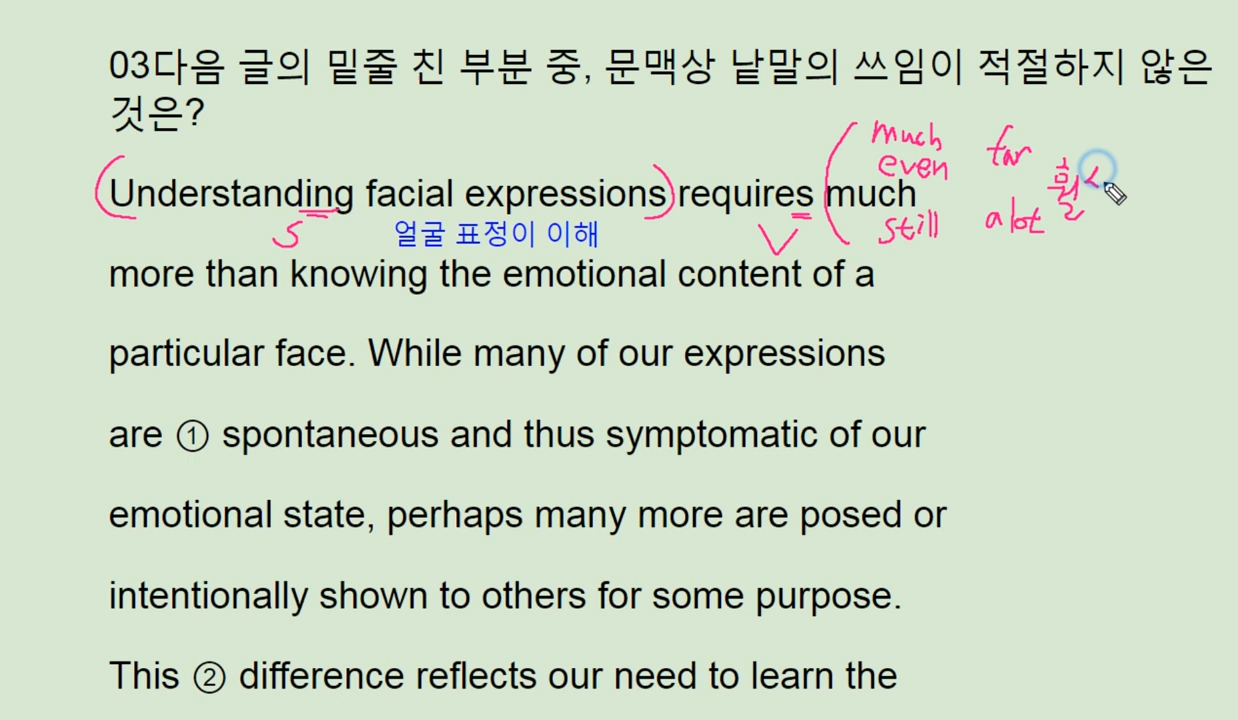 03다음 글의 밑줄 친 부분 중, 문맥상 낱말의 쓰임이 적절하지 않은
것은?
much far
even
Understanding facial expressions requires much
S 얼굴 표정이 이해 V still a lot
more than knowing the emotional content of a
particular face. While many of our expressions
are ① spontaneous and thus symptomatic of our
emotional state, perhaps many more are posed or
intentionally shown to others for some purpose.
This ② difference reflects our need to learn the